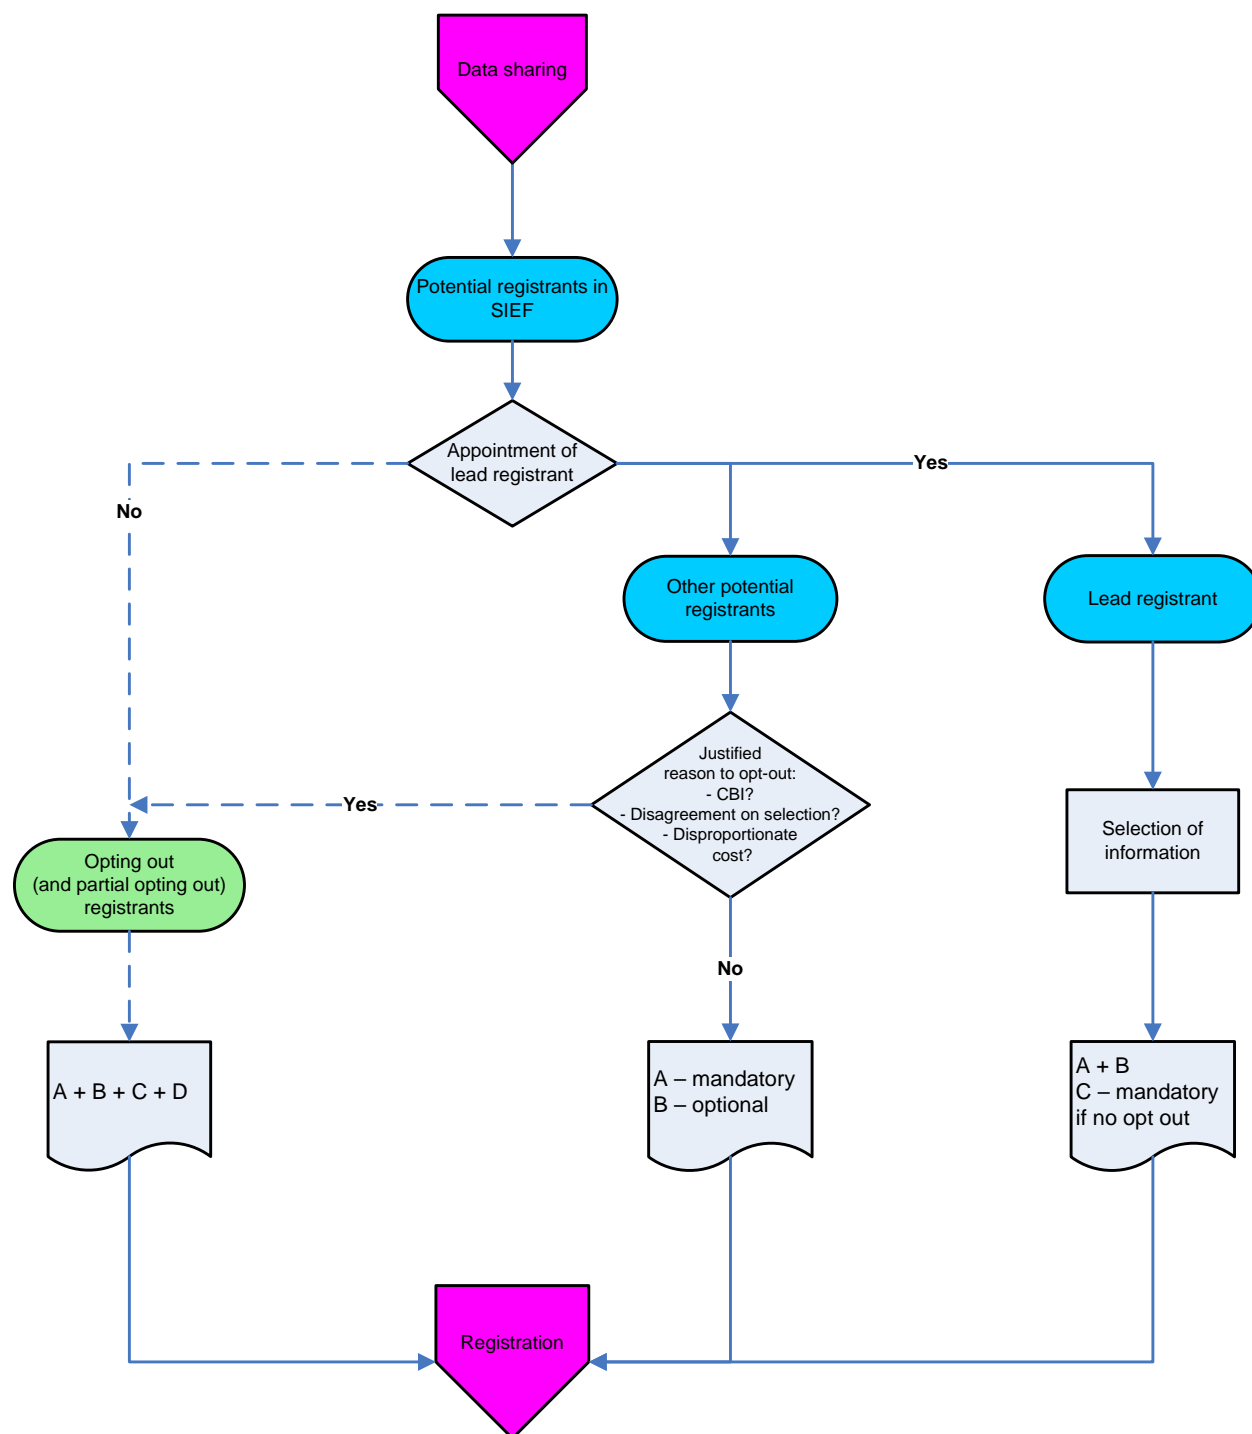 Data sharing
Potential registrants in
SIEF
Appointment of
lead registrant
Yes
No
Other potential
registrants
Lead registrant
Justified
reason to opt-out:
- CBI?
- Disagreement on selection?
- Disproportionate
cost?
Yes
Selection of
information
Opting out
(and partial opting out)
registrants
No
A + B + C + D
A – mandatory
B – optional
A + B
C – mandatory
if no opt out
Registration